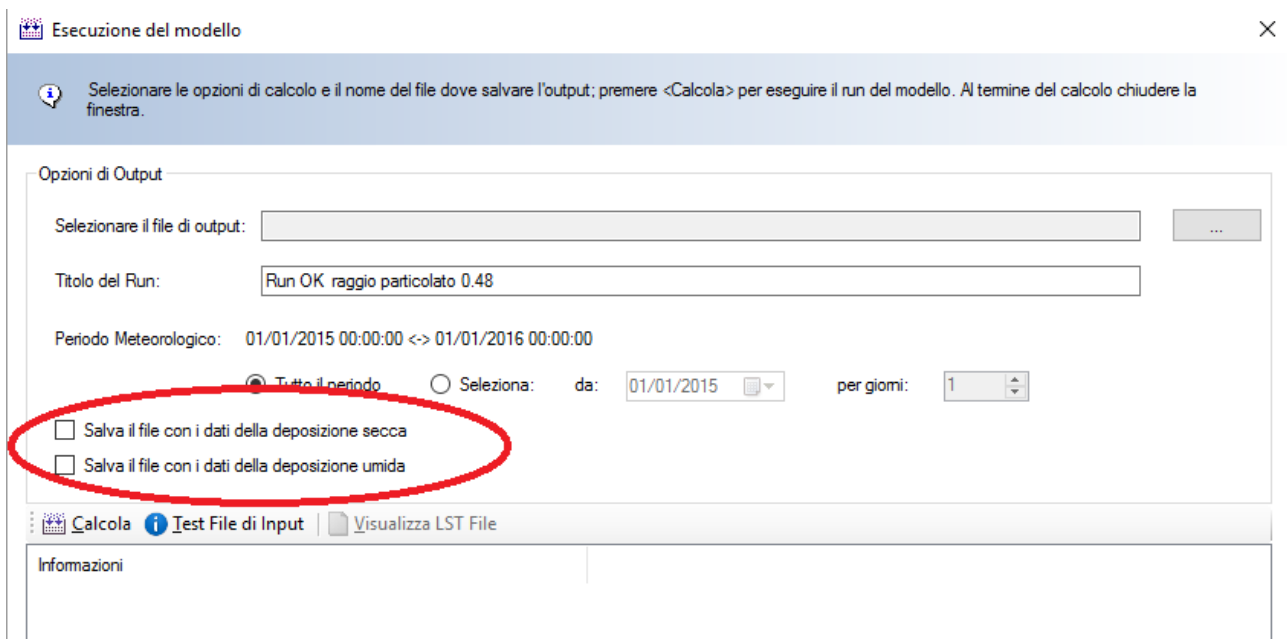 Esecuzione del modello
Selezionare le opzioni di calcolo e il nome del file dove salvare l'output; premere <Calcola> per eseguire il run del modello. Al termine del calcolo chiudere la
finestra.
Opzioni di Output
Selezionare il file di output: ...
Titolo del Run: Run OK raggio particolato 0.48
Periodo Meteorologico: 01/01/2015 00:00:00 <-> 01/01/2016 00:00:00
Tutto il periodo Seleziona: da: 01/01/2015 per giorni: 1
Salva il file con i dati della deposizione secca
Salva il file con i dati della deposizione umida
Calcola Test File di Input Visualizza LST File
Informazioni